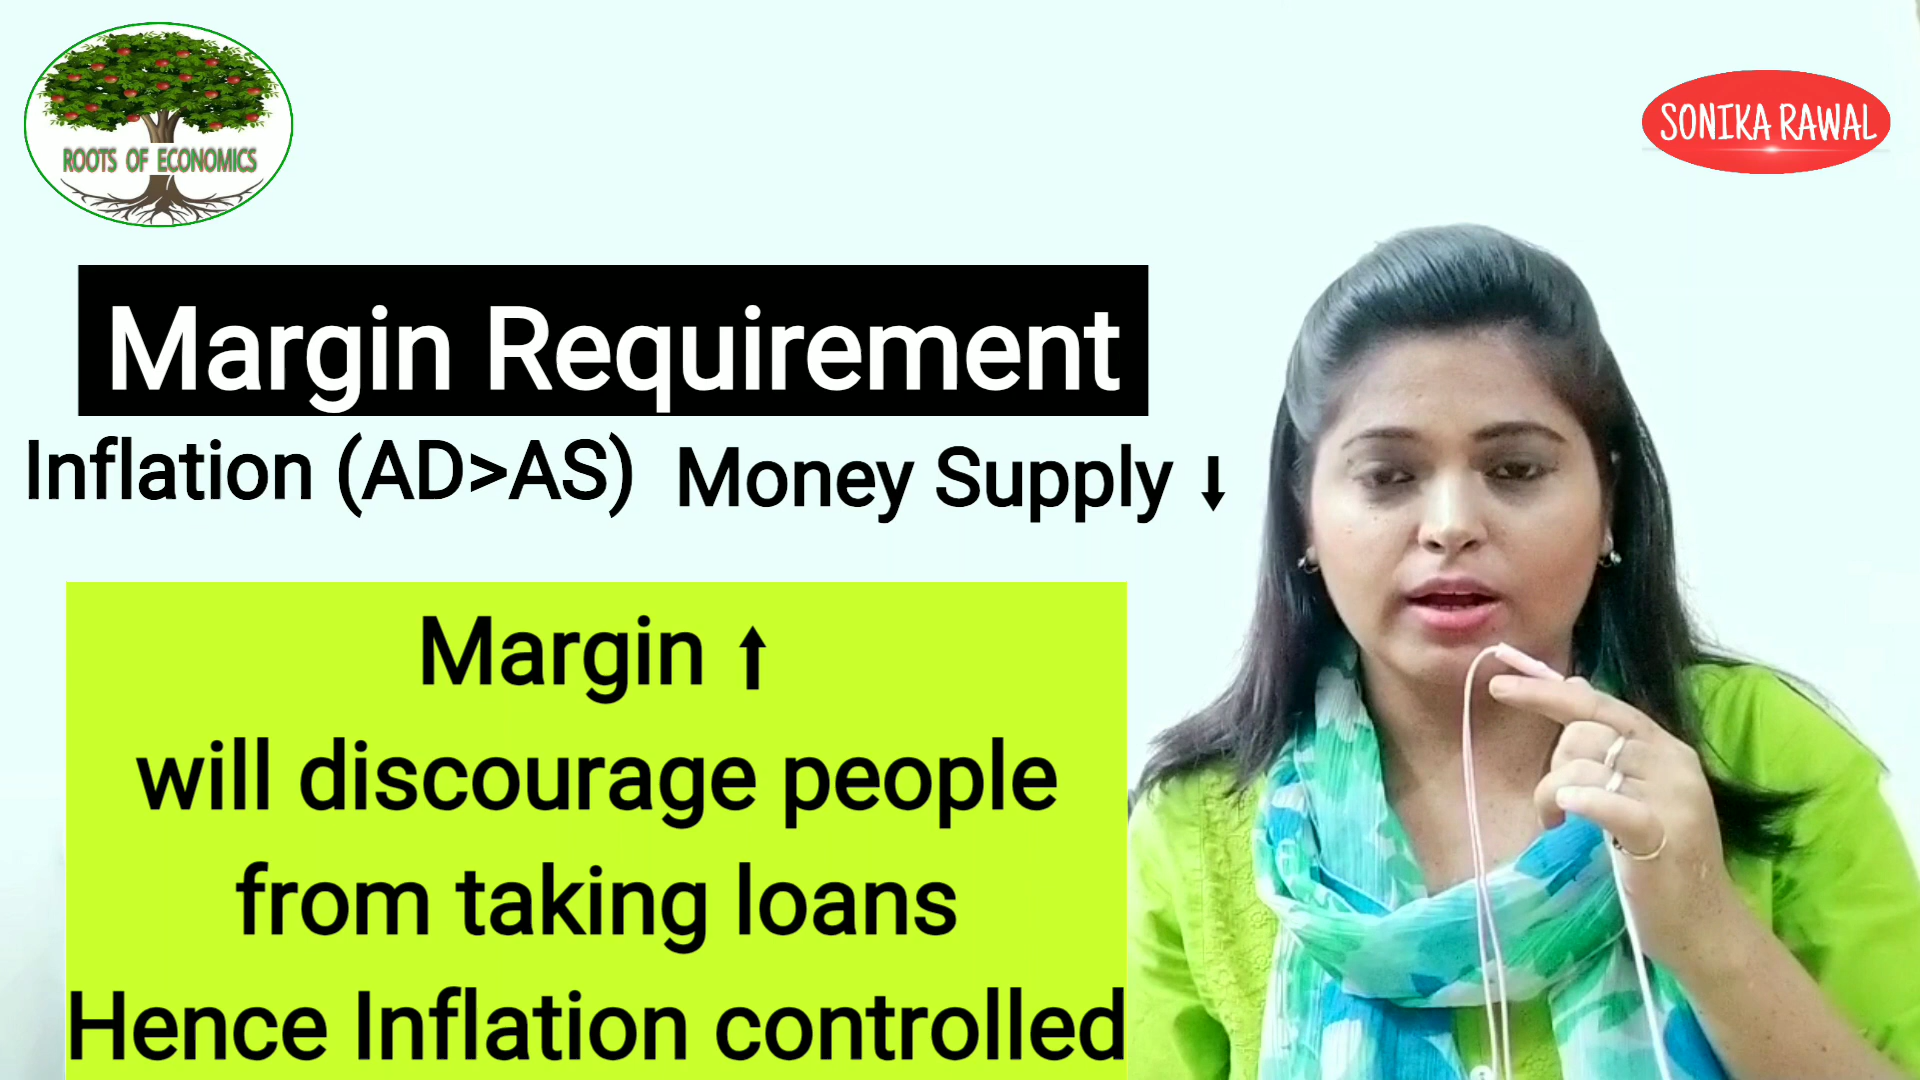 ROOTS OF ECONOMICS
SONIKA RAWAL
Margin Requirement
Inflation (AD>AS) Money Supply ⬇
Margin ⬆
will discourage people
from taking loans
Hence Inflation controlled